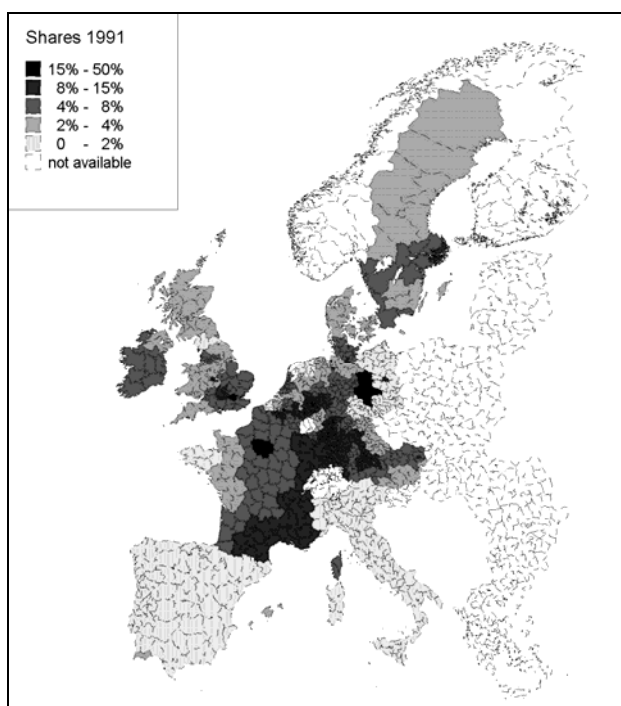 Shares 1991
15% - 50%
8% - 15%
4% - 8%
2% - 4%
0 - 2%
not available